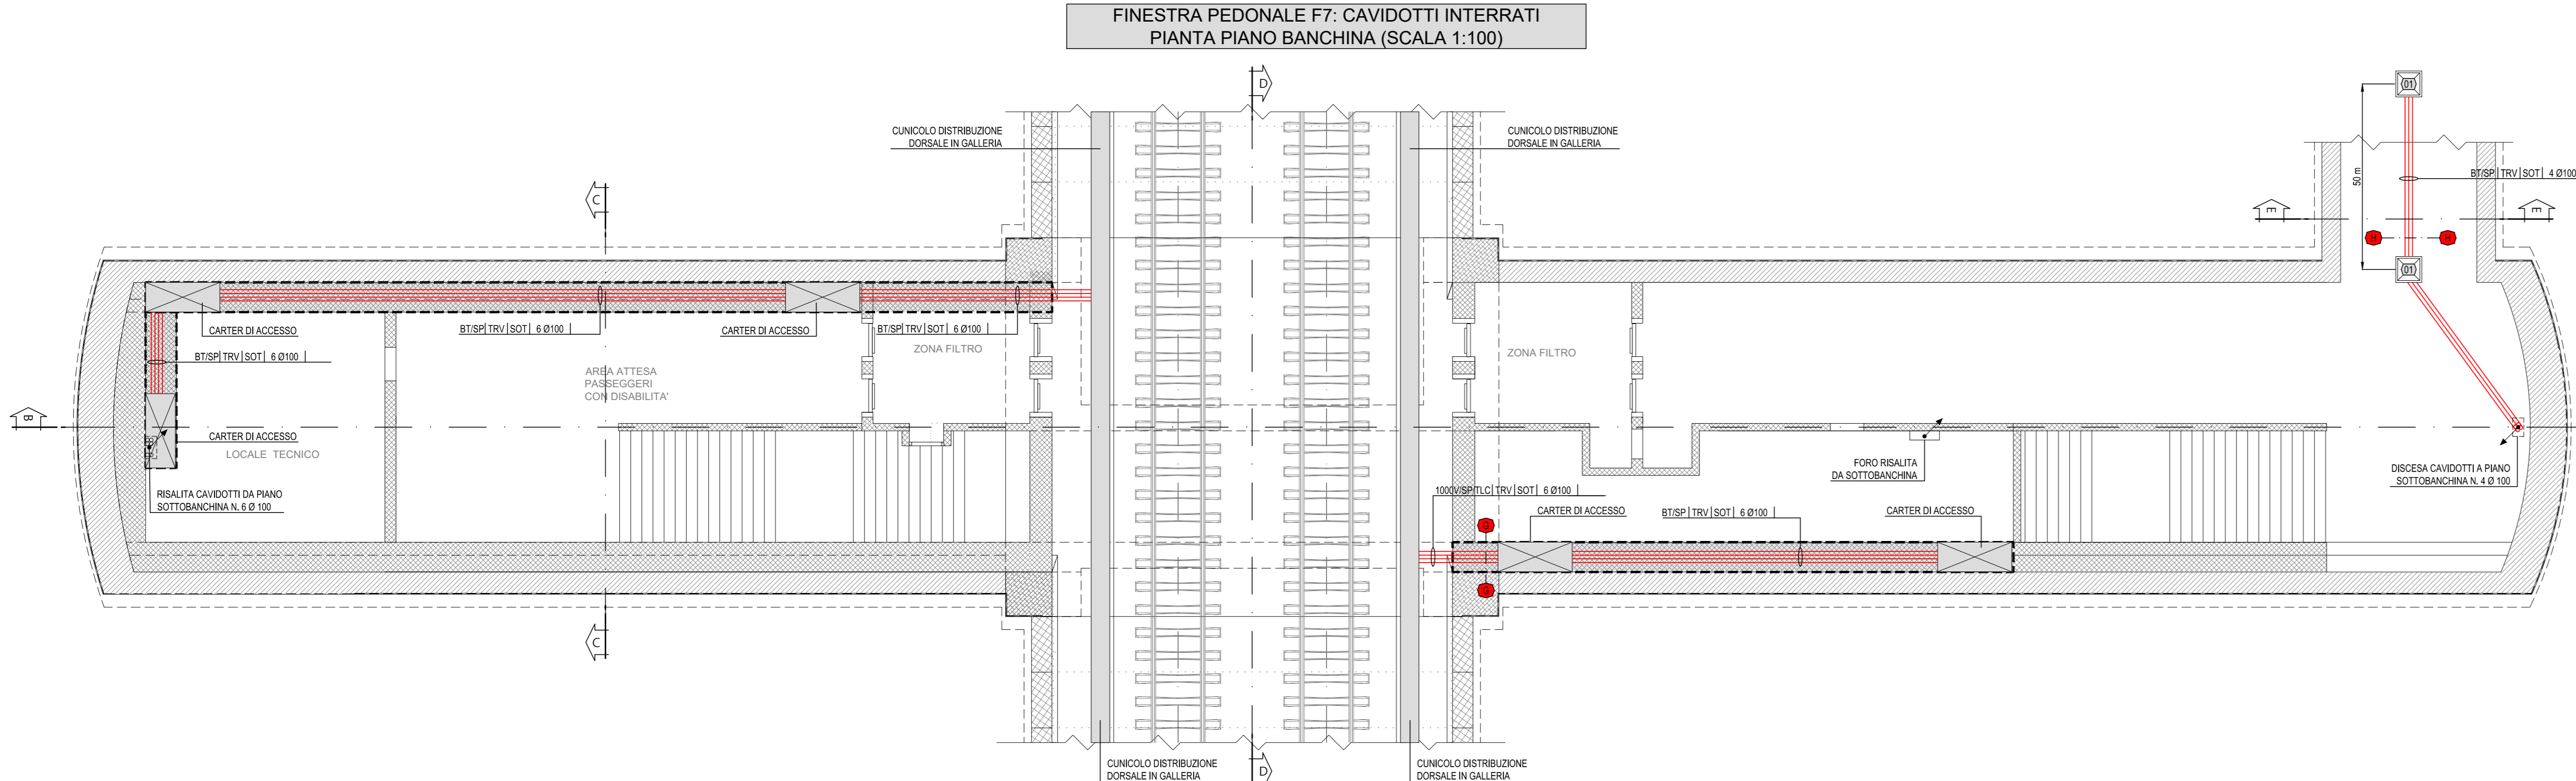 FINESTRA PEDONALE F7: CAVIDOTTI INTERRATI
PIANTA PIANO BANCHINA (SCALA 1:100)
D
01
CUNICOLO DISTRIBUZIONE
DORSALE IN GALLERIA
CUNICOLO DISTRIBUZIONE
DORSALE IN GALLERIA
50 m
BT/SP TRV SOT 4 Ø100
C
E
E
H
H
01
CARTER DI ACCESSO
BT/SP TRV SOT 6 Ø100
CARTER DI ACCESSO
BT/SP TRV SOT 6 Ø100
ZONA FILTRO
ZONA FILTRO
BT/SP TRV SOT 6 Ø100
AREA ATTESA
PASSEGGERI
CON DISABILITA'
B
CARTER DI ACCESSO
LOCALE TECNICO
FORO RISALITA
DA SOTTOBANCHINA
DISCESA CAVIDOTTI A PIANO
SOTTOBANCHINA N. 4 Ø 100
RISALITA CAVIDOTTI DA PIANO
SOTTOBANCHINA N. 6 Ø 100
1000V/SP/TLC TRV SOT 6 Ø100
G
CARTER DI ACCESSO
BT/SP TRV SOT 6 Ø100
CARTER DI ACCESSO
G
C
CUNICOLO DISTRIBUZIONE
DORSALE IN GALLERIA
D
CUNICOLO DISTRIBUZIONE
DORSALE IN GALLERIA